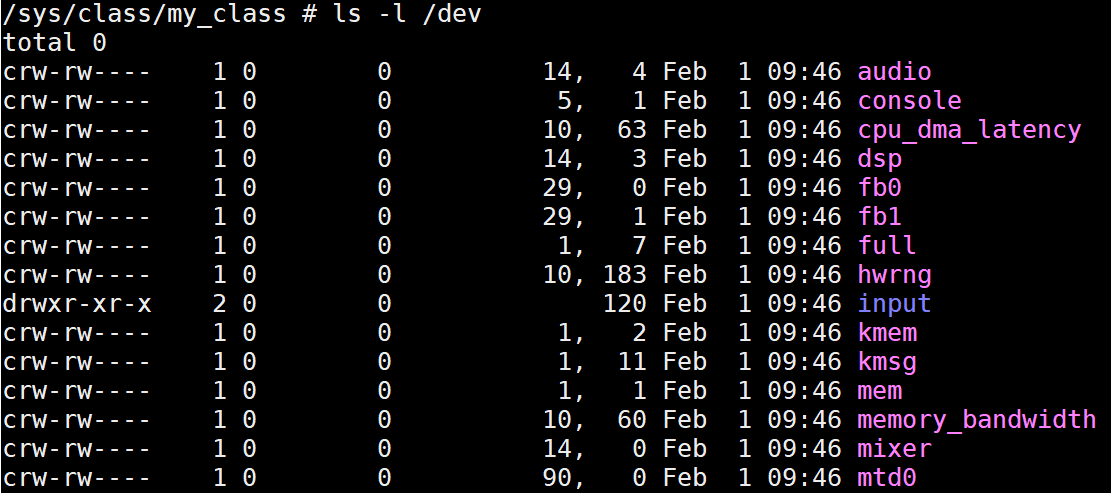 /sys/class/my_class # ls -l /dev
total 0
crw-rw----    1 0        0          14,   4 Feb  1 09:46 audio
crw-rw----    1 0        0           5,   1 Feb  1 09:46 console
crw-rw----    1 0        0          10,  63 Feb  1 09:46 cpu_dma_latency
crw-rw----    1 0        0          14,   3 Feb  1 09:46 dsp
crw-rw----    1 0        0          29,   0 Feb  1 09:46 fb0
crw-rw----    1 0        0          29,   1 Feb  1 09:46 fb1
crw-rw----    1 0        0           1,   7 Feb  1 09:46 full
crw-rw----    1 0        0          10, 183 Feb  1 09:46 hwrng
drwxr-xr-x    2 0        0              120 Feb  1 09:46 input
crw-rw----    1 0        0           1,   2 Feb  1 09:46 kmem
crw-rw----    1 0        0           1,  11 Feb  1 09:46 kmsg
crw-rw----    1 0        0           1,   1 Feb  1 09:46 mem
crw-rw----    1 0        0          10,  60 Feb  1 09:46 memory_bandwidth
crw-rw----    1 0        0          14,   0 Feb  1 09:46 mixer
crw-rw----    1 0        0          90,   0 Feb  1 09:46 mtd0